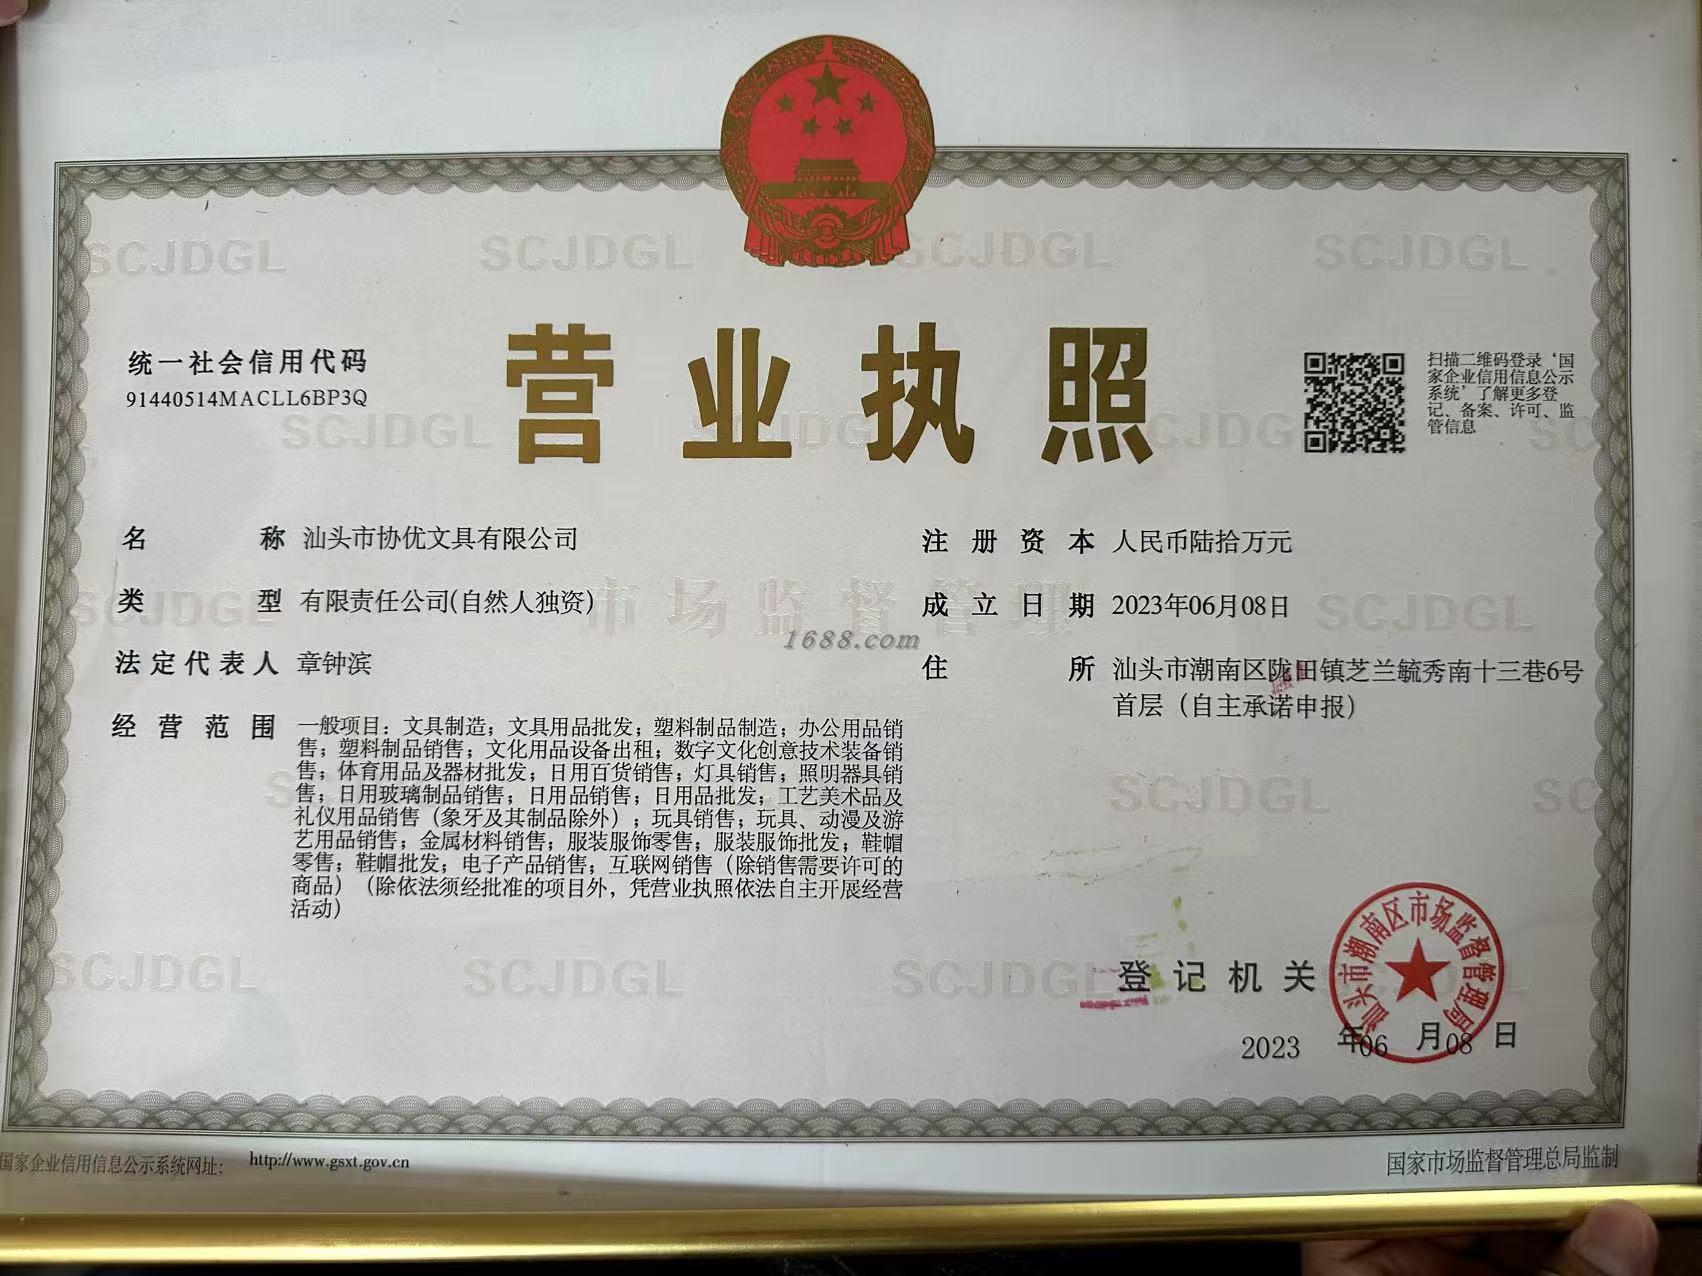 SCJDGL SCJDGL SCJDGL SCJDGL
营业执照
统一社会信用代码
91440514MACLL6BP3Q
扫描二维码登录‘国
家企业信用信息公示
系统’了解更多登
记、备案、许可、监
管信息
SCJDGL SCJDGL SCJDGL SC
名称 汕头市协优文具有限公司
类型 有限责任公司(自然人独资)
法定代表人 章钟滨
经营范围 一般项目：文具制造；文具用品批发；塑料制品制造；办公用品销
售；塑料制品销售；文化用品设备出租；数字文化创意技术装备销
售；体育用品及器材批发；日用百货销售；灯具销售；照明器具销
售；日用玻璃制品销售；日用品销售；日用品批发；工艺美术品及
礼仪用品销售（象牙及其制品除外）；玩具销售；玩具、动漫及游
艺用品销售；金属材料销售；服装服饰零售；服装服饰批发；鞋帽
零售；鞋帽批发；电子产品销售；互联网销售（除销售需要许可的
商品）（除依法须经批准的项目外，凭营业执照依法自主开展经营
活动）
注册资本 人民币陆拾万元
成立日期 2023年06月08日
住所 汕头市潮南区陇田镇芝兰毓秀南十三巷6号
首层（自主承诺申报）
市场监督管理
SCJDGL SCJDGL
1688.com
SCJDGL SC
SCJDGL SCJDGL SCJDGL
登记机关
汕头市潮南区市场监督管理局
2023 年06 月08 日
国家企业信用信息公示系统网址： http://www.gsxt.gov.cn
国家市场监督管理总局监制